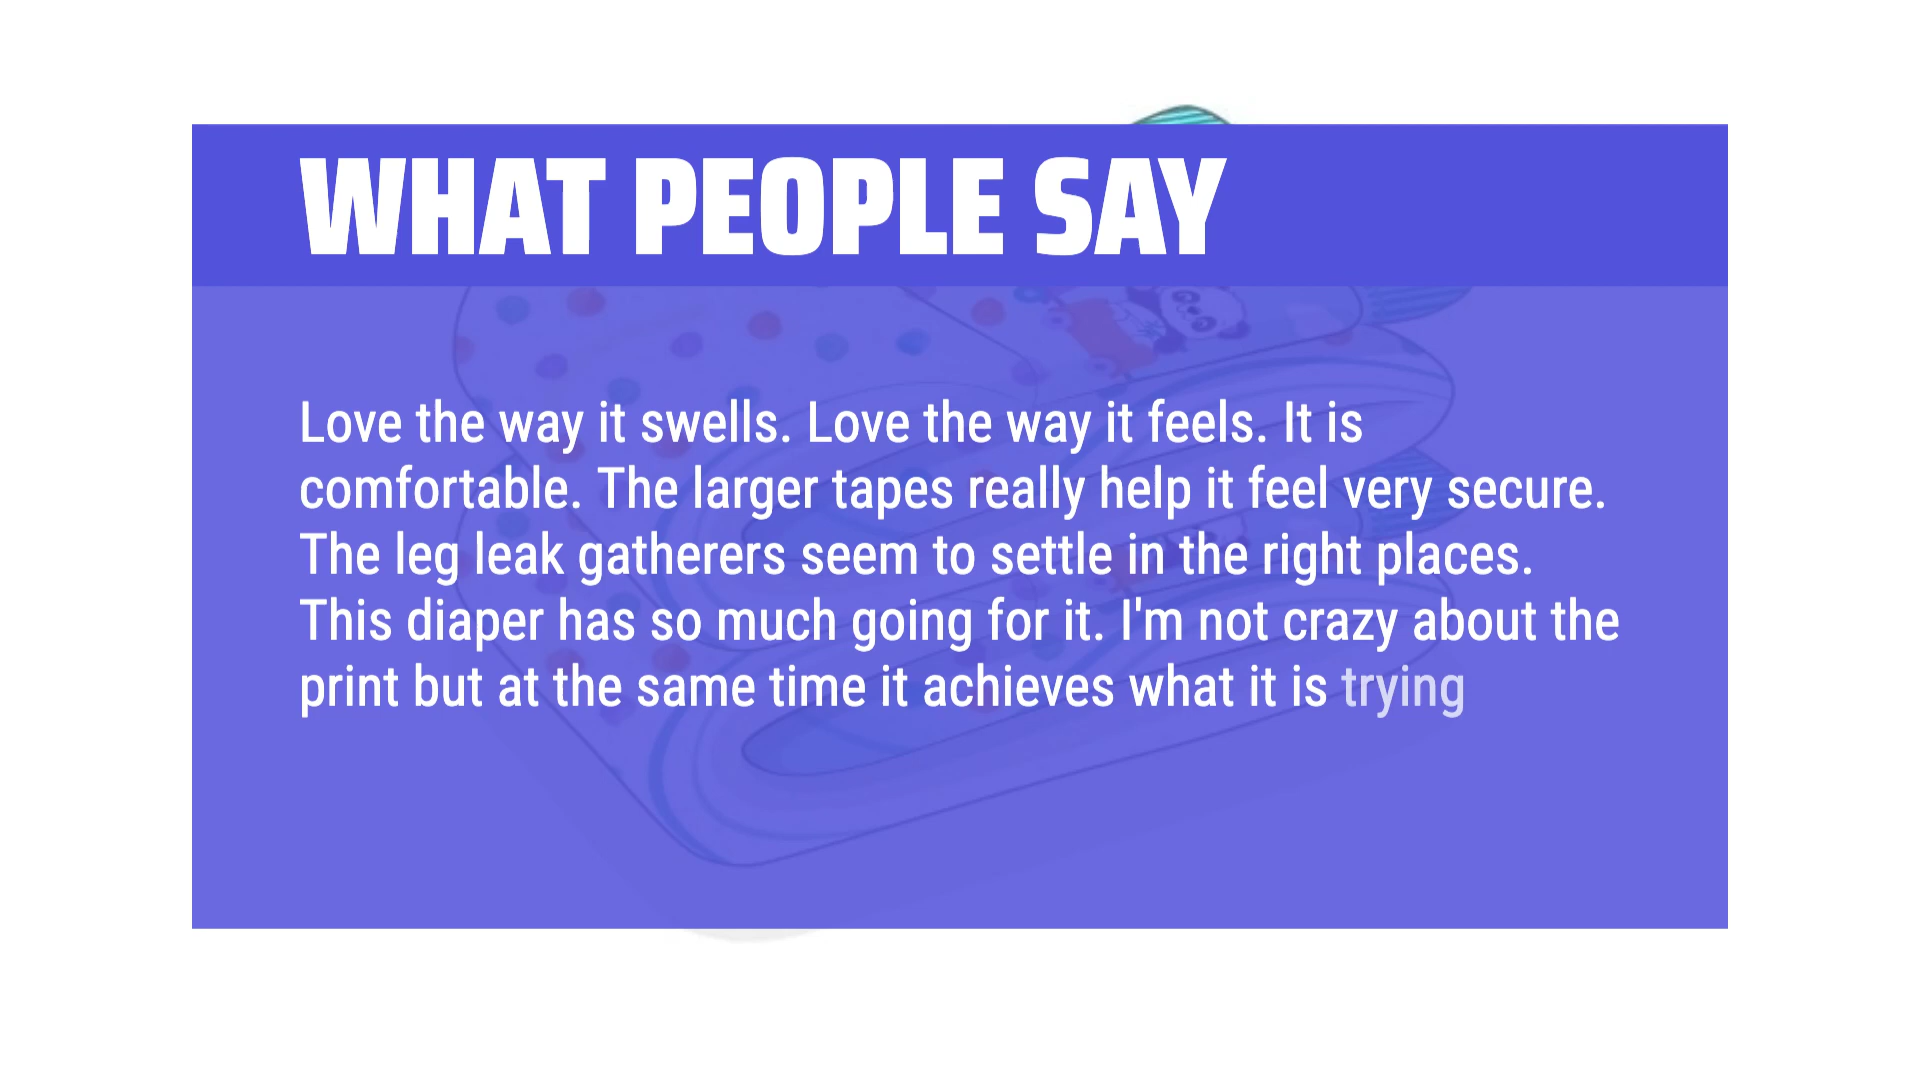 WHAT PEOPLE SAY
Love the way it swells. Love the way it feels. It is
comfortable. The larger tapes really help it feel very secure.
The leg leak gatherers seem to settle in the right places.
This diaper has so much going for it. I'm not crazy about the
print but at the same time it achieves what it is trying